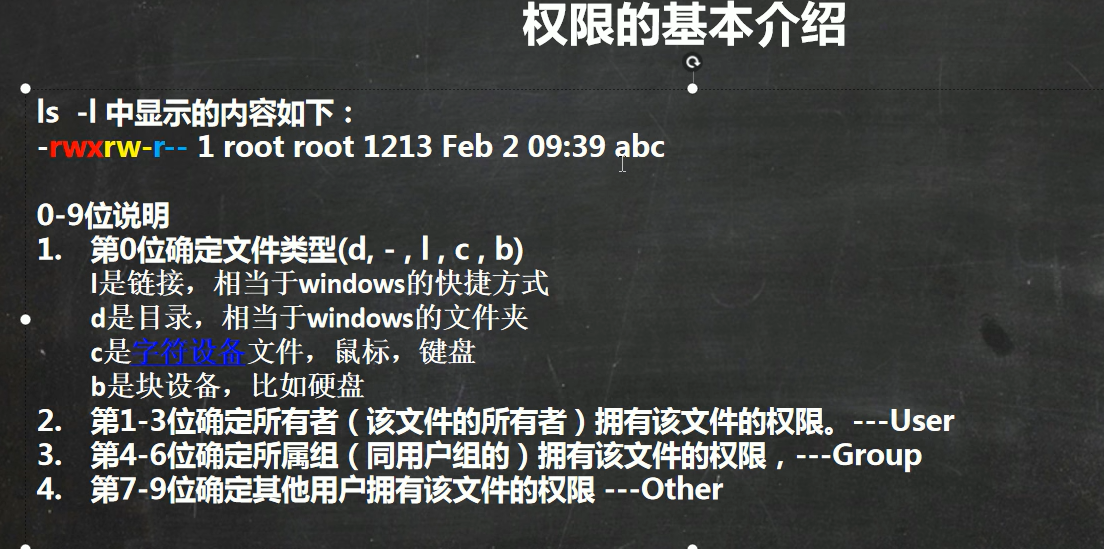 权限的基本介绍
ls -l 中显示的内容如下：
-rwxrw-r-- 1 root root 1213 Feb 2 09:39 abc
0-9位说明
1. 第0位确定文件类型(d, - , l , c , b)
l是链接，相当于windows的快捷方式
d是目录，相当于windows的文件夹
c是字符设备文件，鼠标，键盘
b是块设备，比如硬盘
2. 第1-3位确定所有者（该文件的所有者）拥有该文件的权限。---User
3. 第4-6位确定所属组（同用户组的）拥有该文件的权限，---Group
4. 第7-9位确定其他用户拥有该文件的权限 ---Other